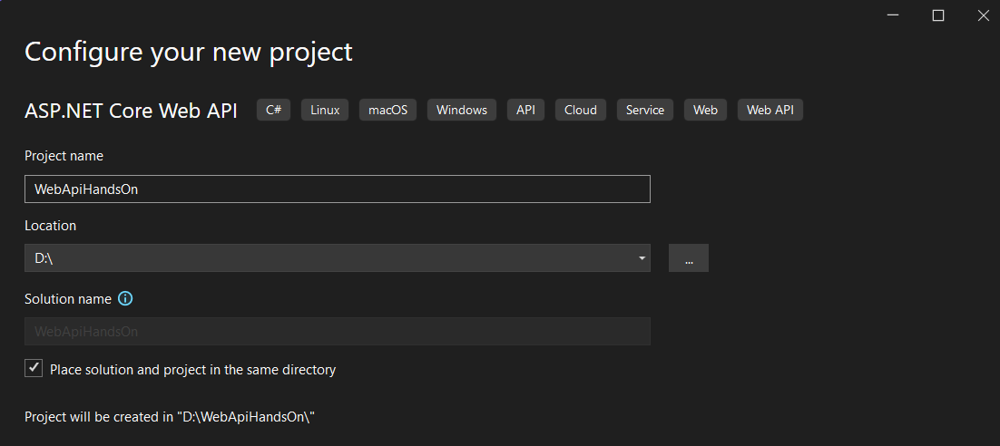 Configure your new project
ASP.NET Core Web API C# Linux macOS Windows API Cloud Service Web Web API
Project name
WebApiHandsOn
Location
D:\
...
Solution name
WebApiHandsOn
Place solution and project in the same directory
Project will be created in "D:\WebApiHandsOn\"